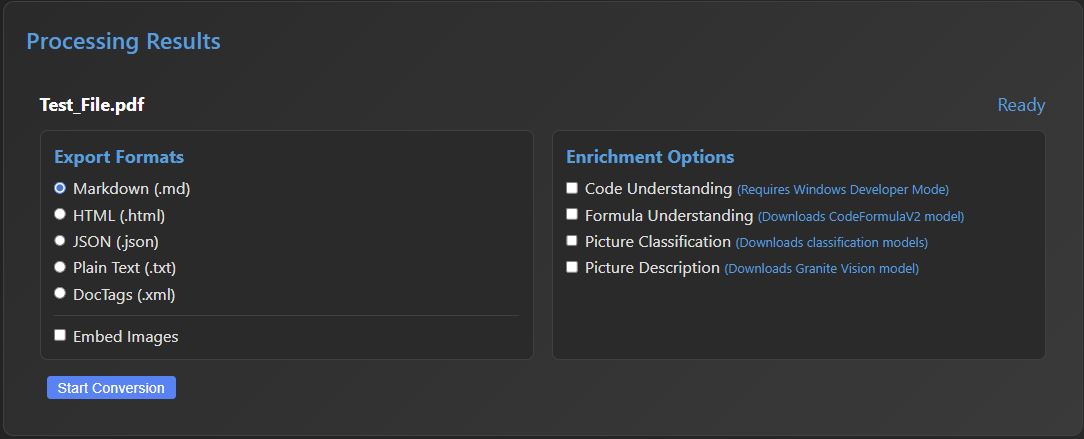 Processing Results
Test_File.pdf
Ready
Export Formats
Markdown (.md)
HTML (.html)
JSON (.json)
Plain Text (.txt)
DocTags (.xml)
Embed Images
Enrichment Options
Code Understanding (Requires Windows Developer Mode)
Formula Understanding (Downloads CodeFormulaV2 model)
Picture Classification (Downloads classification models)
Picture Description (Downloads Granite Vision model)
Start Conversion